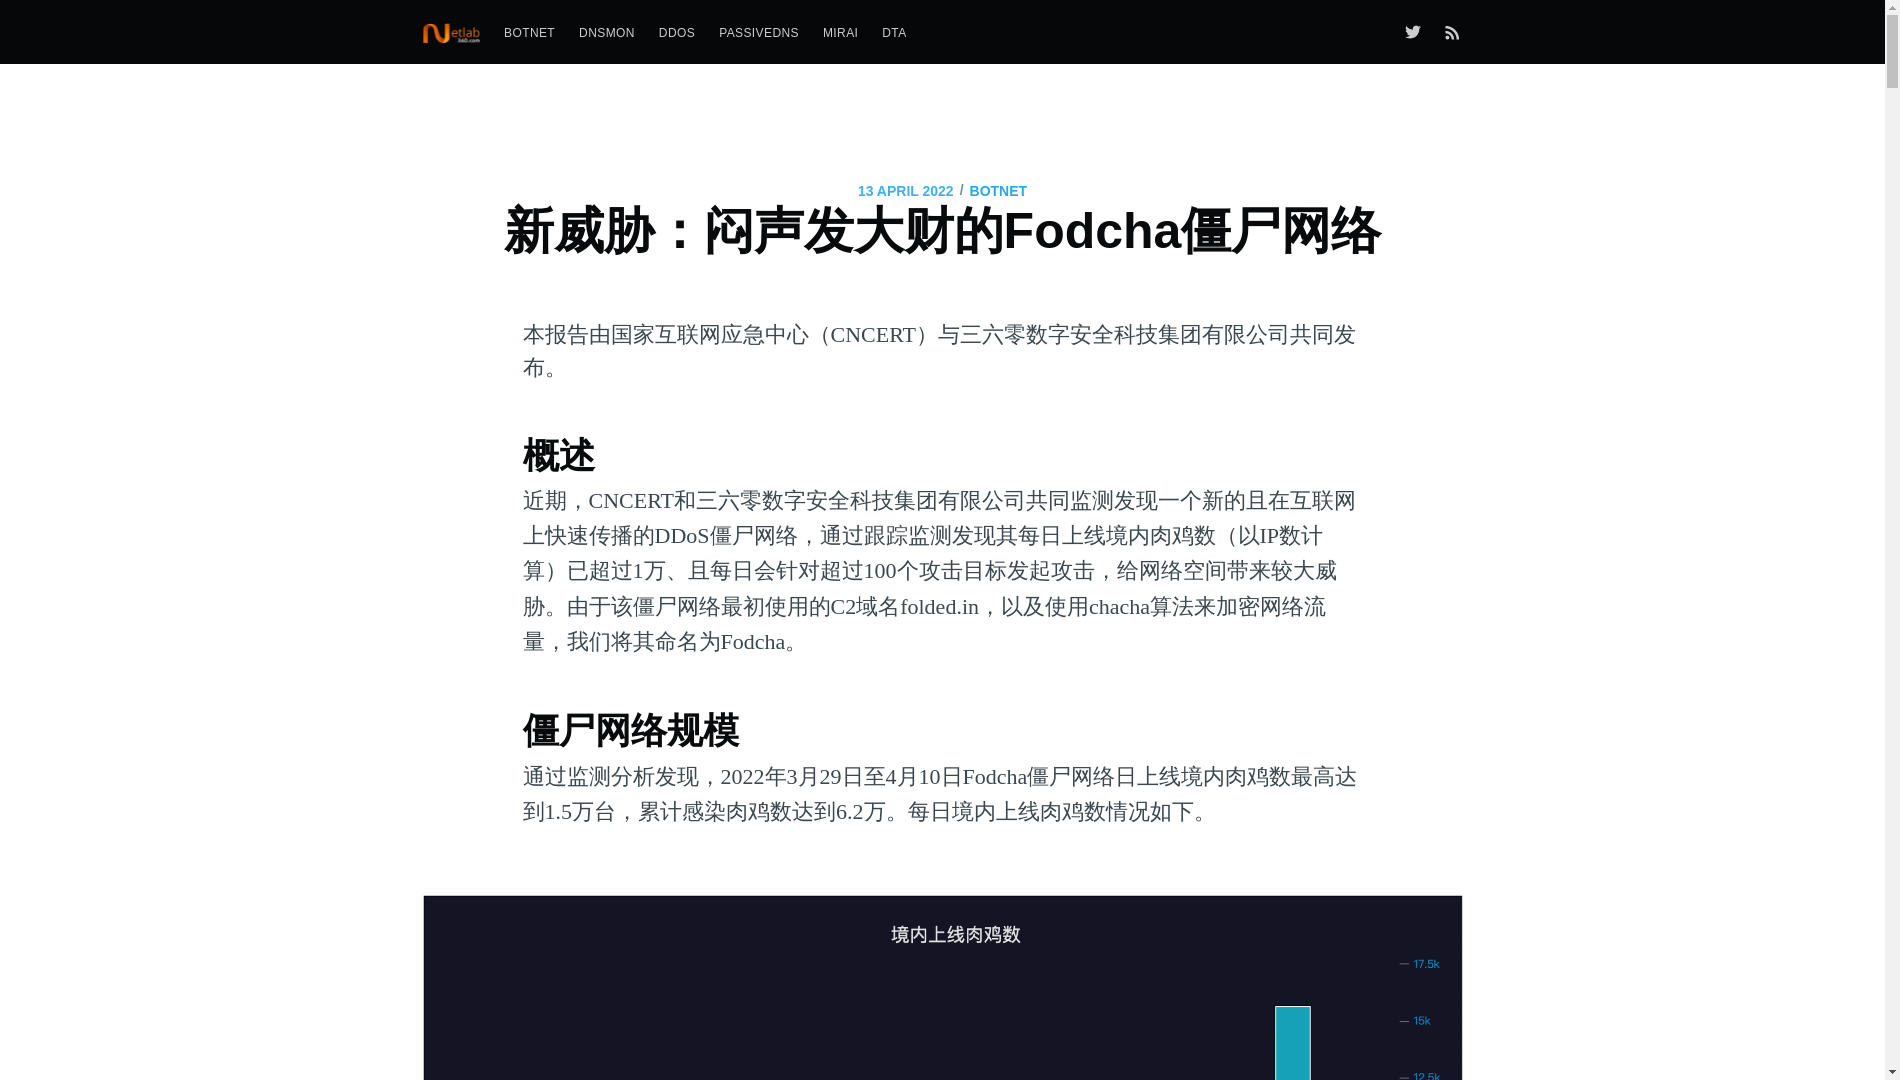 Netlab 360.com BOTNET DNSMON DDOS PASSIVEDNS MIRAI DTA
13 APRIL 2022 / BOTNET
新威胁：闷声发大财的Fodcha僵尸网络
本报告由国家互联网应急中心（CNCERT）与三六零数字安全科技集团有限公司共同发
布。
概述
近期，CNCERT和三六零数字安全科技集团有限公司共同监测发现一个新的且在互联网
上快速传播的DDoS僵尸网络，通过跟踪监测发现其每日上线境内肉鸡数（以IP数计
算）已超过1万、且每日会针对超过100个攻击目标发起攻击，给网络空间带来较大威
胁。由于该僵尸网络最初使用的C2域名folded.in，以及使用chacha算法来加密网络流
量，我们将其命名为Fodcha。
僵尸网络规模
通过监测分析发现，2022年3月29日至4月10日Fodcha僵尸网络日上线境内肉鸡数最高达
到1.5万台，累计感染肉鸡数达到6.2万。每日境内上线肉鸡数情况如下。
境内上线肉鸡数
17.5k
15k
12.5k